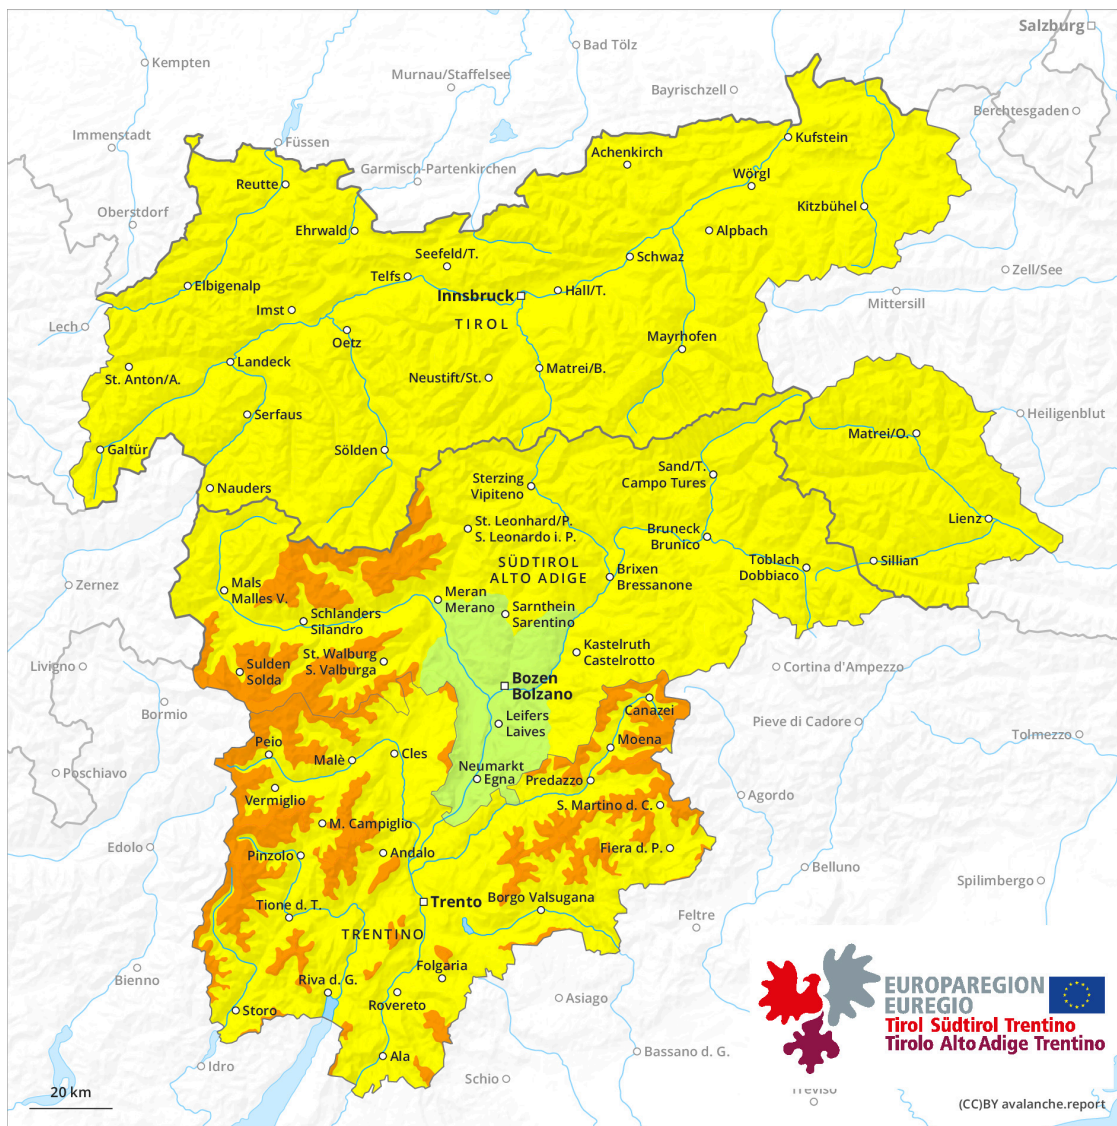 Salzburg
Bad Tölz
Kempten
Murnau/Staffelsee
Bayrischzell
Berchtesgaden
Immenstadt
Füssen
Kufstein
Achenkirch
Garmisch-Partenkirchen
Wörgl
Reutte
Kitzbühel
Oberstdorf
Ehrwald
Alpbach
Seefeld/T.
Schwaz
Zell/See
Telfs
Elbigenalp
Innsbruck
Hall/T.
Mittersill
Imst
TIROL
Lech
Oetz
Mayrhofen
Landeck
Matrei/B.
St. Anton/A.
Neustift/St.
Serfaus
Heiligenblut
Matrei/O.
Galtür
Sölden
Sand/T.
Campo Tures
Sterzing
Vipiteno
Nauders
St. Leonhard/P.
S. Leonardo i. P.
Lienz
Bruneck
Brunico
SÜDTIROL
ALTO ADIGE
Toblach
Dobbiaco
Sillian
Brixen
Bressanone
Zernez
Mals
Malles V.
Meran
Merano
Sarnthein
Sarentino
Schlanders
Silandro
Kastelruth
Castelrotto
St. Walburg
S. Valburga
Livigno
Sulden
Solda
Cortina d'Ampezzo
Bozen
Bolzano
Bormio
Canazei
Leifers
Laives
Pieve di Cadore
Tolmezzo
Peio
Moena
Cles
Malè
Poschiavo
Neumarkt
Egna
Predazzo
Vermiglio
Agordo
S. Martino d. C.
M. Campiglio
Edolo
Pinzolo
Andalo
Fiera d. P.
Belluno
Spilimbergo
Trento
Borgo Valsugana
Tione d. T.
Feltre
TRENTINO
Folgaria
Bienno
Riva d. G.
Rovereto
Asiago
Storo
EUROPAREGION
EUREGIO
Tirol Südtirol Trentino
Tirolo Alto Adige Trentino
Ala
Bassano d. G.
Idro
Schio
Treviso
20 km
(CC)BY avalanche.report